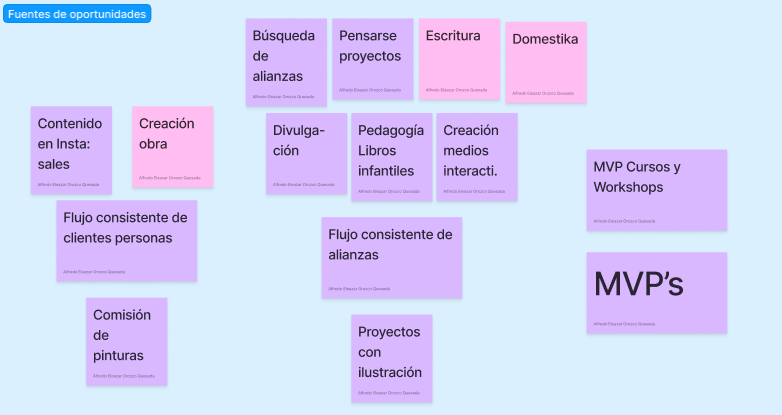 Fuentes de oportunidades
Búsqueda
de
alianzas
Alfredo Eleazar Orozco Quesada
Pensarse
proyectos
Alfredo Eleazar Orozco Quesada
Escritura
Alfredo Eleazar Orozco Quesada
Domestika
Alfredo Eleazar Orozco Quesada
Contenido
en Insta:
sales
Alfredo Eleazar Orozco Quesada
Creación
obra
Alfredo Eleazar Orozco Quesada
Divulga-
ción
Alfredo Eleazar Orozco Quesada
Pedagogía
Libros
infantiles
Alfredo Eleazar Orozco Quesada
Creación
medios
interacti.
Alfredo Eleazar Orozco Quesada
MVP Cursos y
Workshops
Alfredo Eleazar Orozco Quesada
Flujo consistente de
clientes personas
Alfredo Eleazar Orozco Quesada
Flujo consistente de
alianzas
Alfredo Eleazar Orozco Quesada
MVP’s
Alfredo Eleazar Orozco Quesada
Comisión
de
pinturas
Alfredo Eleazar Orozco Quesada
Proyectos
con
ilustración
Alfredo Eleazar Orozco Quesada